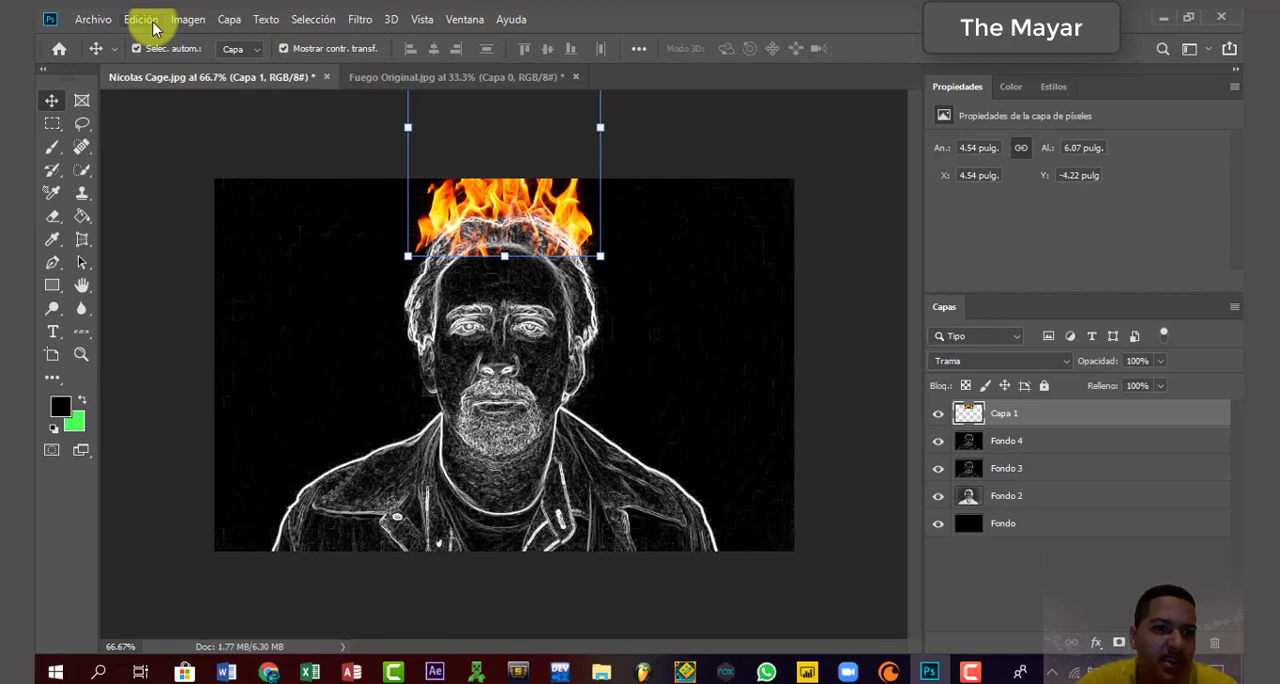 Ps Archivo Edición Imagen Capa Texto Selección Filtro 3D Vista Ventana Ayuda
The Mayar
Selec. autom.: Capa Mostrar contr. transf. Modo 3D:
Nicolas Cage.jpg al 66.7% (Capa 1, RGB/8#) * Fuego Original.jpg al 33.3% (Capa 0, RGB/8#) *
Propiedades Color Estilos
Propiedades de la capa de píxeles
An.: 4.54 pulg. Al.: 6.07 pulg.
X: 4.54 pulg. Y: -4.22 pulg
Capas
Tipo
Trama Opacidad: 100%
Bloq.: Relleno: 100%
Capa 1
Fondo 4
Fondo 3
Fondo 2
Fondo
fx
66.67% Doc: 1.77 MB/6.30 MB